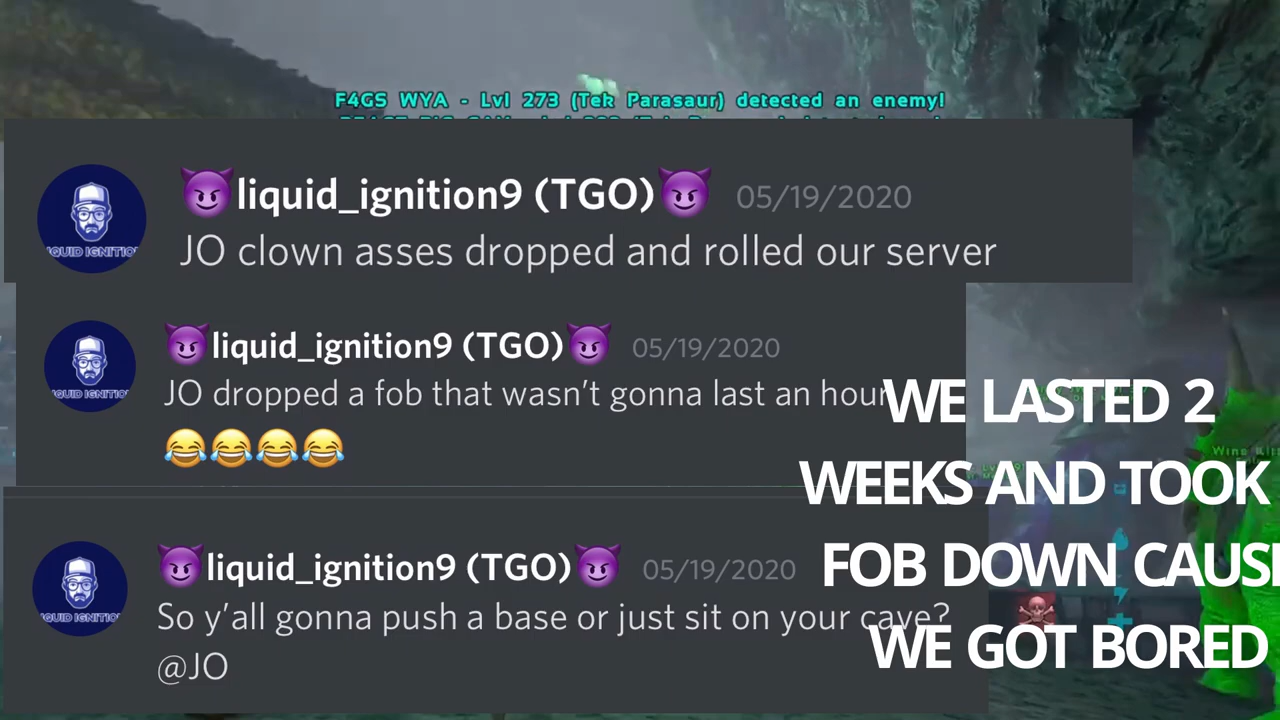 F4GS WYA - Lvl 273 (Tek Parasaur) detected an enemy!
😈liquid_ignition9 (TGO)😈 05/19/2020
JO clown asses dropped and rolled our server
😈liquid_ignition9 (TGO)😈 05/19/2020
JO dropped a fob that wasn't gonna last an hour
😂😂😂😂
😈liquid_ignition9 (TGO)😈 05/19/2020
So y'all gonna push a base or just sit on your cave?
@JO
WE LASTED 2
WEEKS AND TOOK
FOB DOWN CAUSE
WE GOT BORED